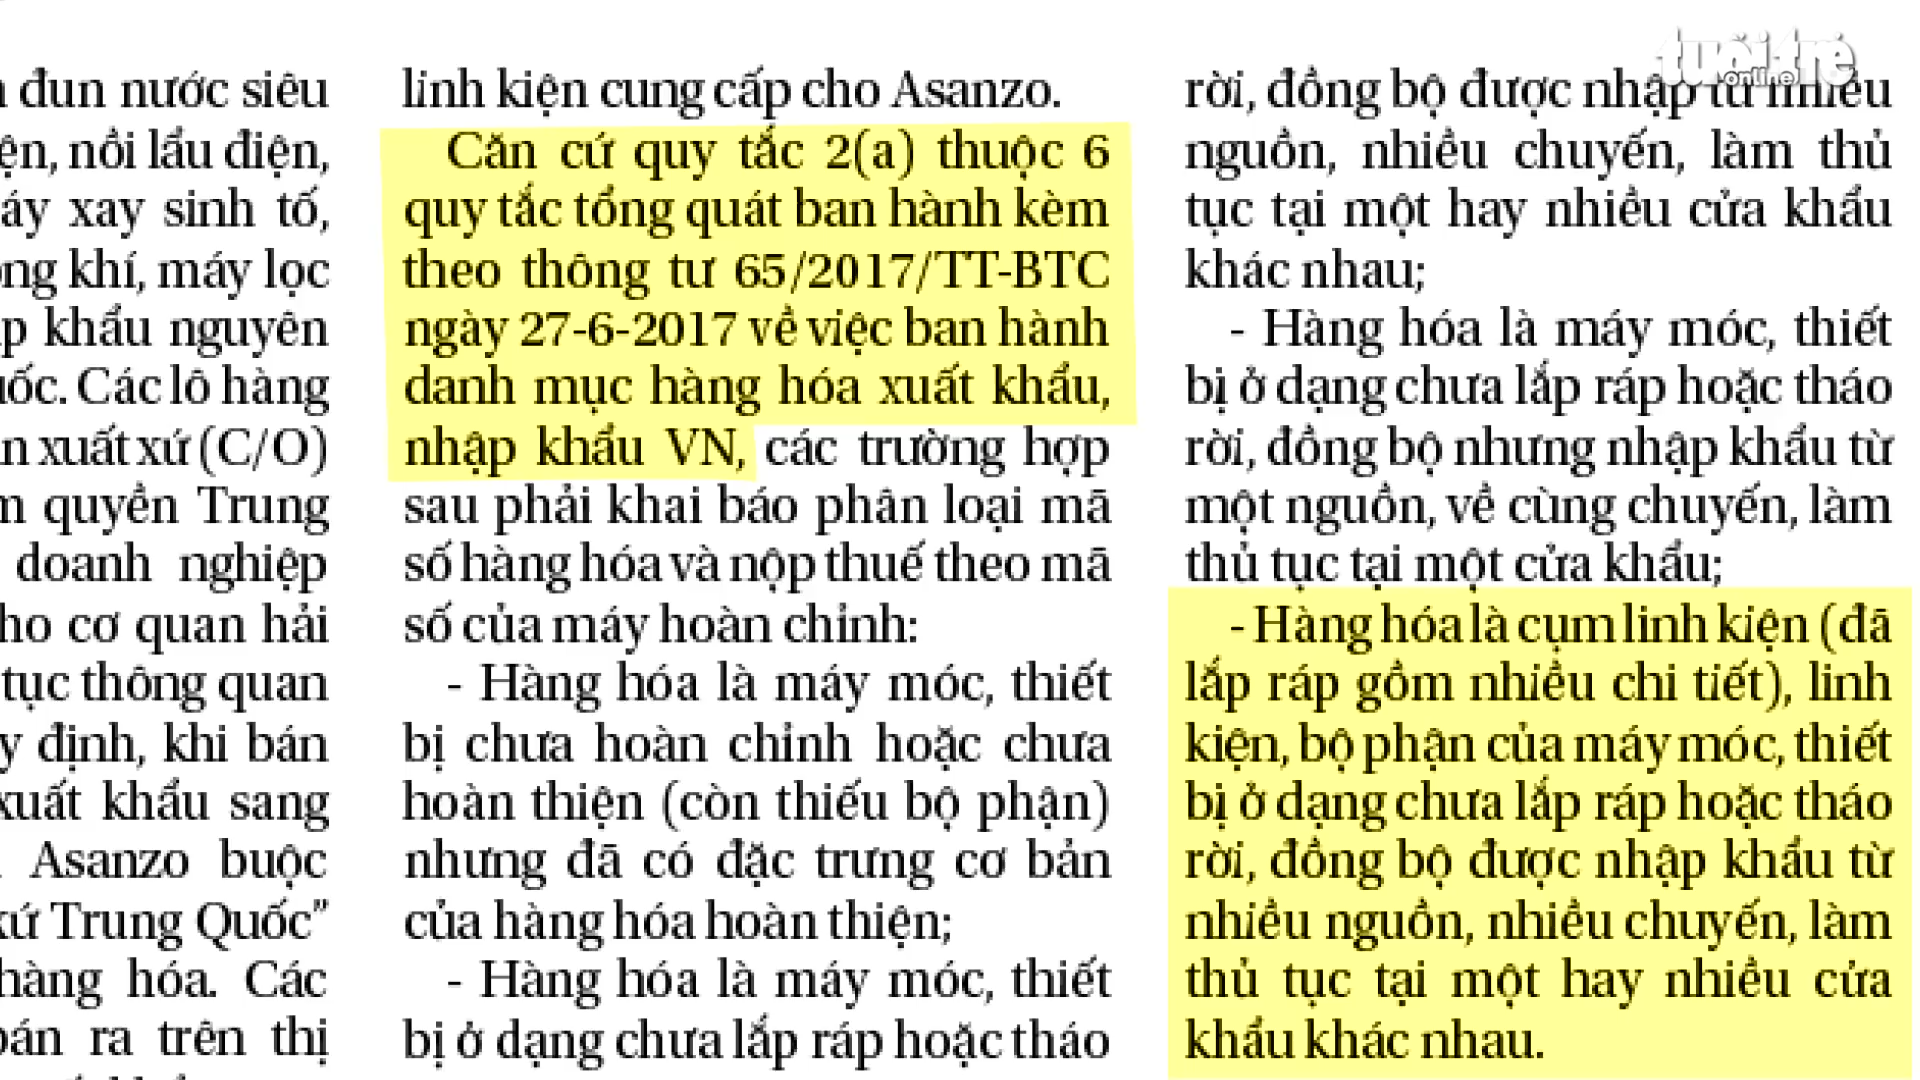 đun nước siêu
nồi lẩu điện,
xay sinh tố,
khí, máy lọc
khẩu nguyên
Các lô hàng
xuất xứ (C/O)
quyền Trung
doanh nghiệp
cơ quan hải
tục thông quan
định, khi bán
khẩu sang
Asanzo buộc
Trung Quốc”
hàng hóa. Các
ra trên thị
linh kiện cung cấp cho Asanzo.
Căn cứ quy tắc 2(a) thuộc 6
quy tắc tổng quát ban hành kèm
theo thông tư 65/2017/TT-BTC
ngày 27-6-2017 về việc ban hành
danh mục hàng hóa xuất khẩu,
nhập khẩu VN, các trường hợp
sau phải khai báo phân loại mã
số hàng hóa và nộp thuế theo mã
số của máy hoàn chỉnh:
- Hàng hóa là máy móc, thiết
bị chưa hoàn chỉnh hoặc chưa
hoàn thiện (còn thiếu bộ phận)
nhưng đã có đặc trưng cơ bản
của hàng hóa hoàn thiện;
- Hàng hóa là máy móc, thiết
bị ở dạng chưa lắp ráp hoặc tháo
tuổi trẻ
online
rời, đồng bộ được nhập từ nhiều
nguồn, nhiều chuyến, làm thủ
tục tại một hay nhiều cửa khẩu
khác nhau;
- Hàng hóa là máy móc, thiết
bị ở dạng chưa lắp ráp hoặc tháo
rời, đồng bộ nhưng nhập khẩu từ
một nguồn, về cùng chuyến, làm
thủ tục tại một cửa khẩu;
- Hàng hóa là cụm linh kiện (đã
lắp ráp gồm nhiều chi tiết), linh
kiện, bộ phận của máy móc, thiết
bị ở dạng chưa lắp ráp hoặc tháo
rời, đồng bộ được nhập khẩu từ
nhiều nguồn, nhiều chuyến, làm
thủ tục tại một hay nhiều cửa
khẩu khác nhau.